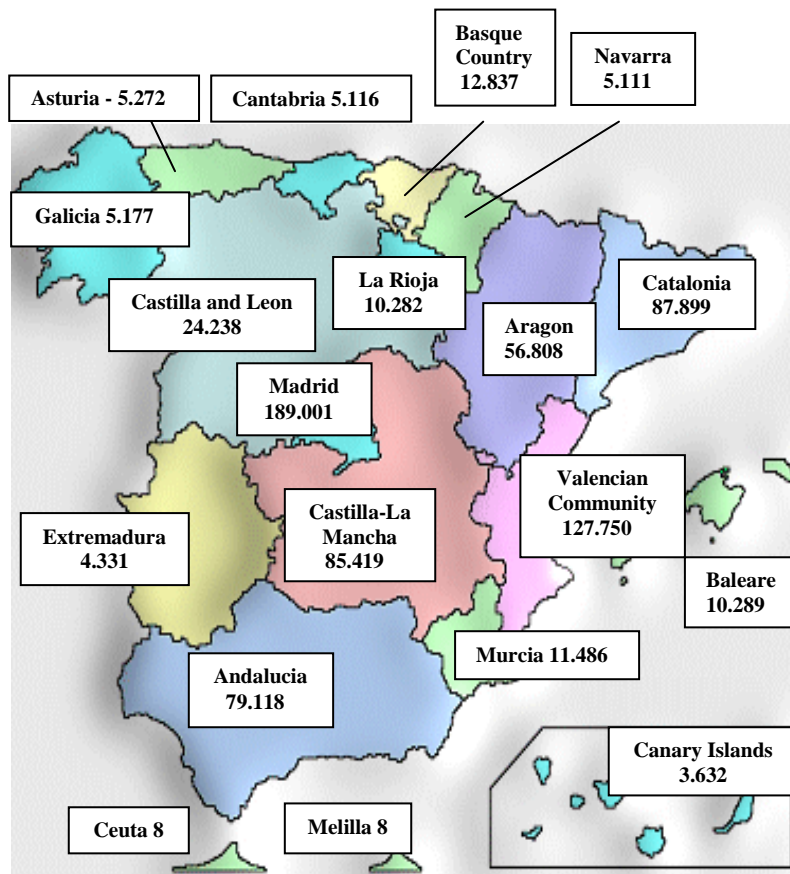 Basque
Country
12.837
Navarra
5.111
Asturia - 5.272
Cantabria 5.116
Galicia 5.177
La Rioja
10.282
Castilla and Leon
24.238
Catalonia
87.899
Aragon
56.808
Madrid
189.001
Valencian
Community
127.750
Castilla-La
Mancha
85.419
Extremadura
4.331
Baleare
10.289
Murcia 11.486
Andalucia
79.118
Canary Islands
3.632
Ceuta 8
Melilla 8